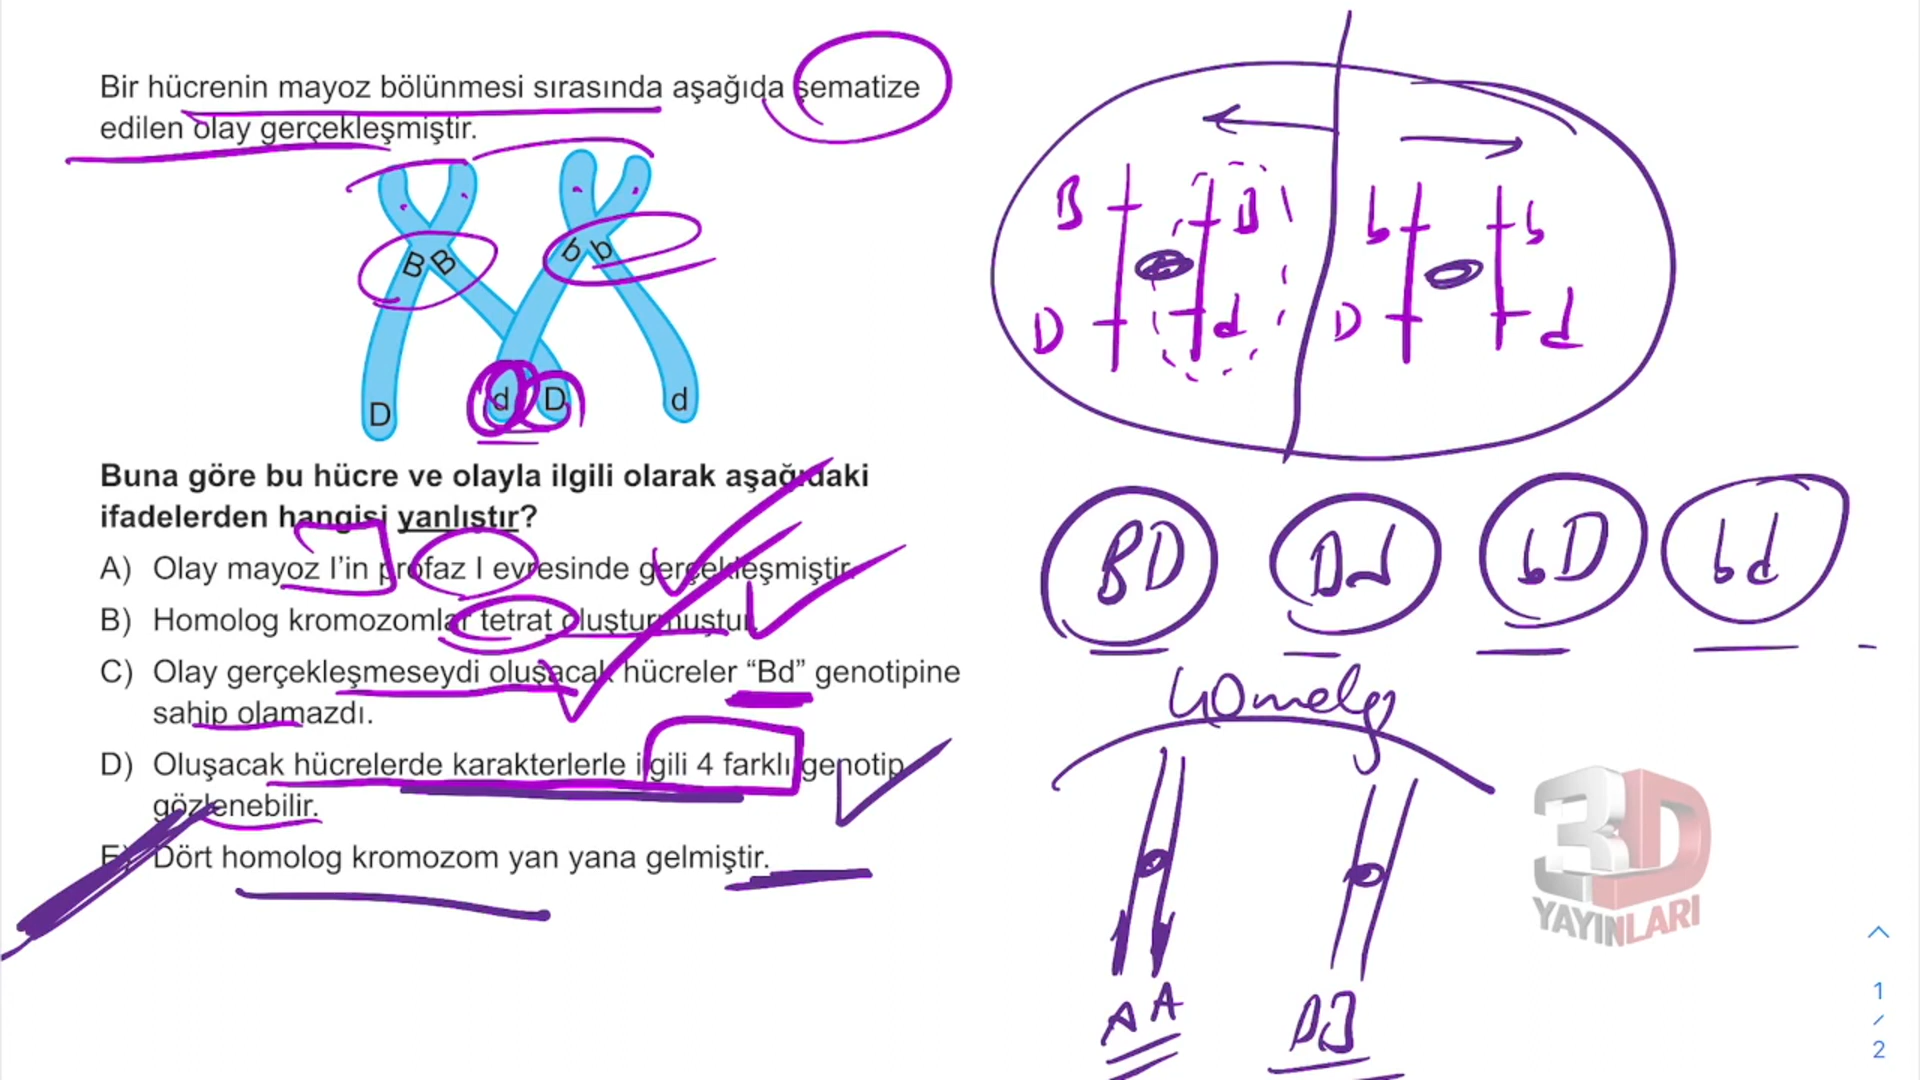 Bir hücrenin mayoz bölünmesi sırasında aşağıda şematize
edilen olay gerçekleşmiştir.
B B b b
D d D d
Buna göre bu hücre ve olayla ilgili olarak aşağıdaki
ifadelerden hangisi yanlıştır?
A) Olay mayoz I'in profaz I evresinde gerçekleşmiştir.
B) Homolog kromozomlar tetrat oluşturmuştur.
C) Olay gerçekleşmeseydi oluşacak hücreler “Bd” genotipine
sahip olamazdı.
D) Oluşacak hücrelerde karakterlerle ilgili 4 farklı genotip
gözlenebilir.
E) Dört homolog kromozom yan yana gelmiştir.
B B b b
D d D d
BD Dd bD bd
A A
3D
YAYINLARI
1
/
2